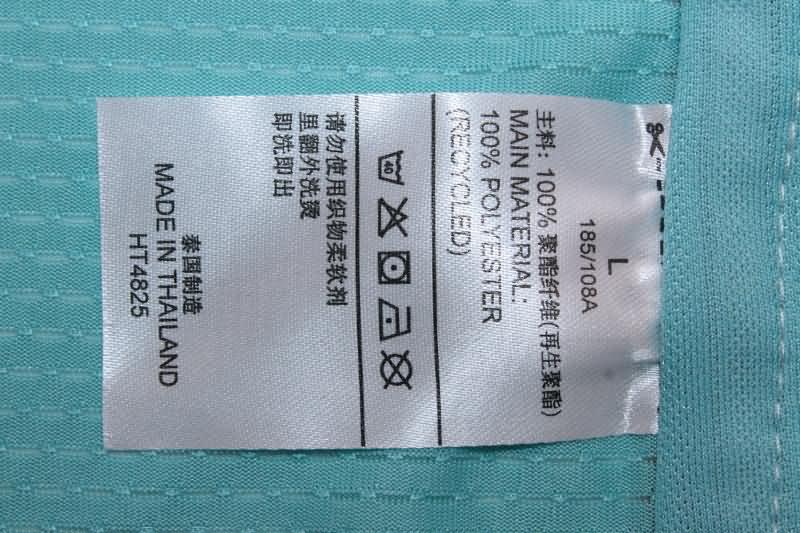 L
185/108A
主料: 100% 聚酯纤维(再生聚酯)
MAIN MATERIAL:
100% POLYESTER
(RECYCLED)
40
请勿使用织物柔软剂
里翻外洗烫
即洗即出
泰国制造
MADE IN THAILAND
HT4825